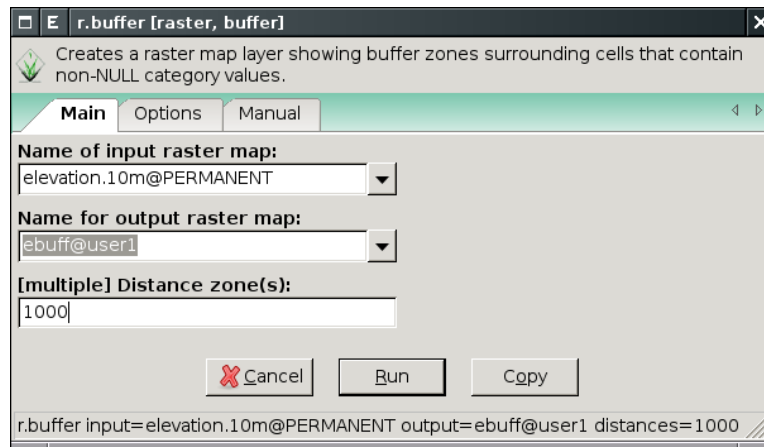 E r.buffer [raster, buffer]
Creates a raster map layer showing buffer zones surrounding cells that contain
non-NULL category values.
Main Options Manual
Name of input raster map:
elevation.10m@PERMANENT
Name for output raster map:
ebuff@user1
[multiple] Distance zone(s):
1000
Cancel Run Copy
r.buffer input=elevation.10m@PERMANENT output=ebuff@user1 distances=1000